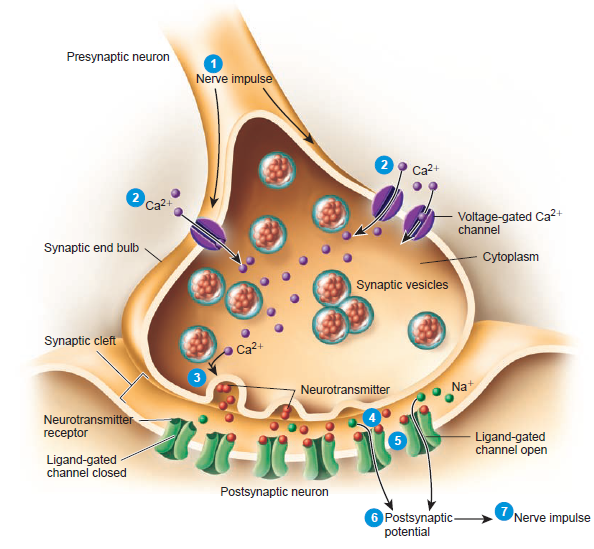 Presynaptic neuron
1
Nerve impulse
2
Ca2+
2
Ca2+
Voltage-gated Ca2+
channel
Synaptic end bulb
Cytoplasm
Synaptic vesicles
Synaptic cleft
Ca2+
3
Neurotransmitter
Na+
Neurotransmitter
receptor
4
5
Ligand-gated
channel open
Ligand-gated
channel closed
Postsynaptic neuron
6 Postsynaptic
potential
7 Nerve impulse